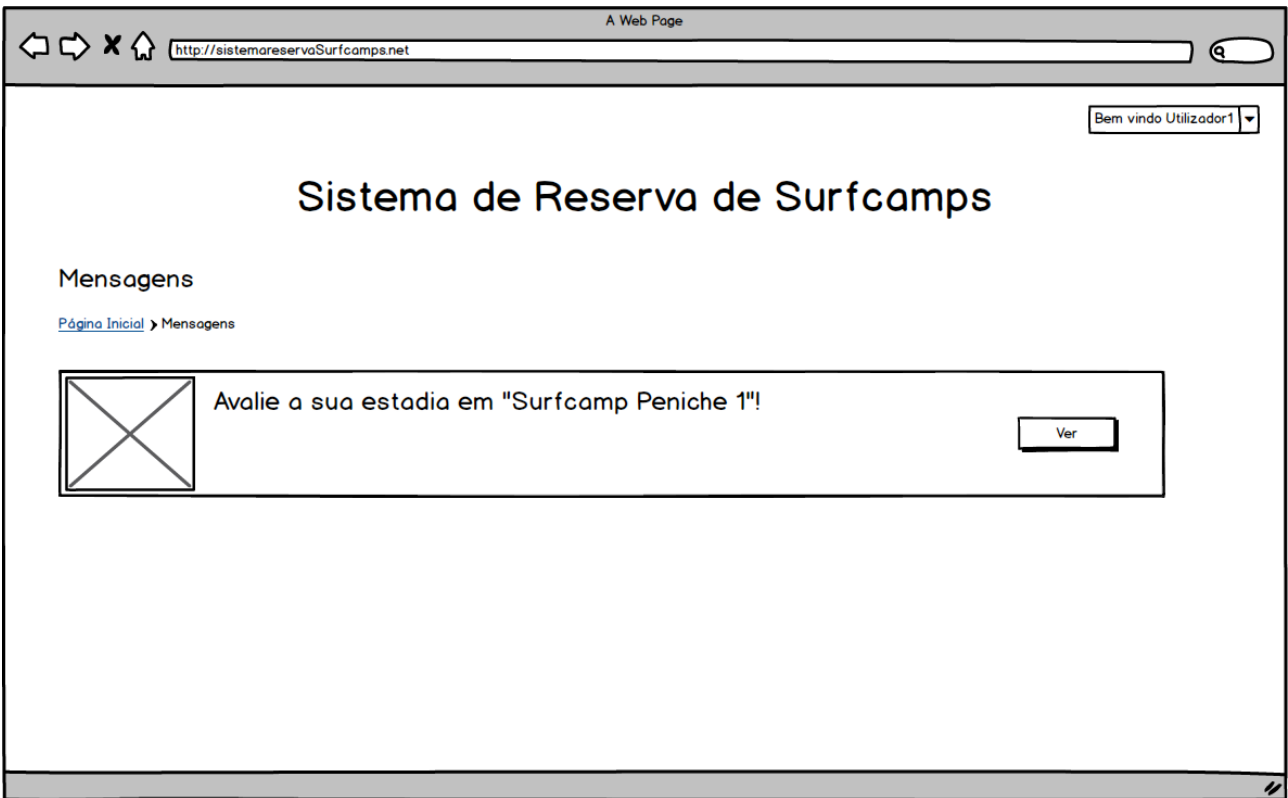 A Web Page
http://sistemareservaSurfcamps.net
Bem vindo Utilizador1
Sistema de Reserva de Surfcamps
Mensagens
Página Inicial > Mensagens
Avalie a sua estadia em "Surfcamp Peniche 1"!
Ver